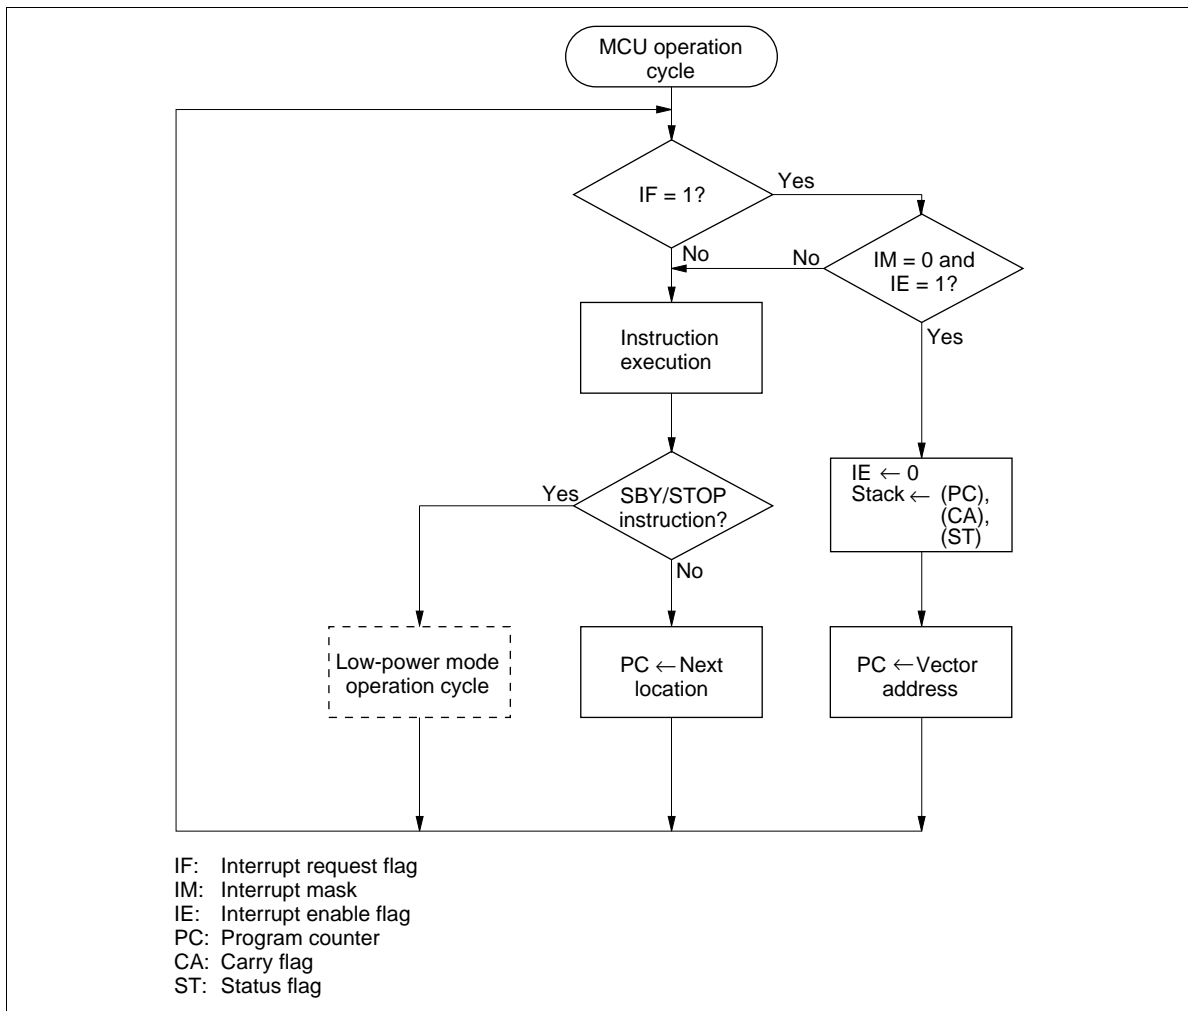 MCU operation
cycle
IF = 1?
Yes
No
No
IM = 0 and
IE = 1?
Yes
Instruction
execution
Yes
SBY/STOP
instruction?
No
IE ← 0
Stack ← (PC),
(CA),
(ST)
Low-power mode
operation cycle
PC ← Next
location
PC ← Vector
address
IF: Interrupt request flag
IM: Interrupt mask
IE: Interrupt enable flag
PC: Program counter
CA: Carry flag
ST: Status flag